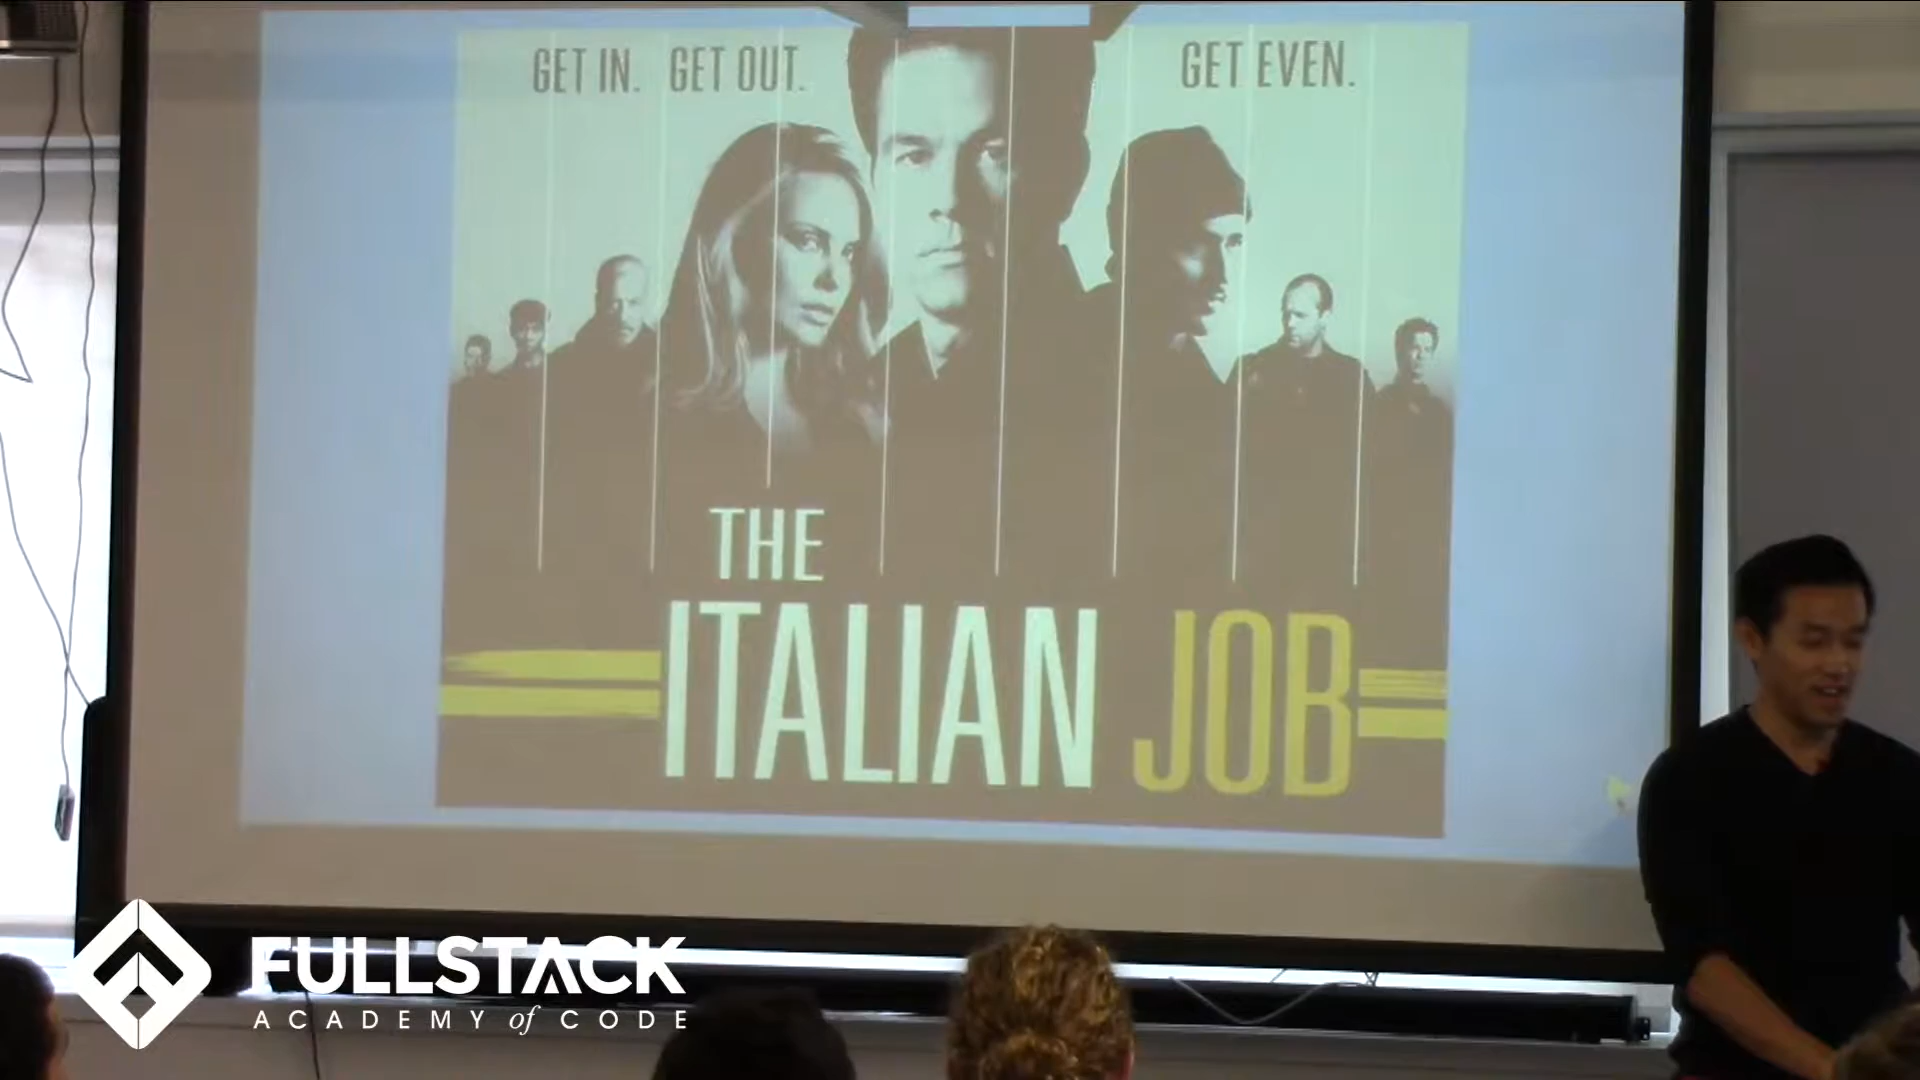 GET IN. GET OUT. GET EVEN.
THE
ITALIAN JOB
FULLSTACK
ACADEMY of CODE